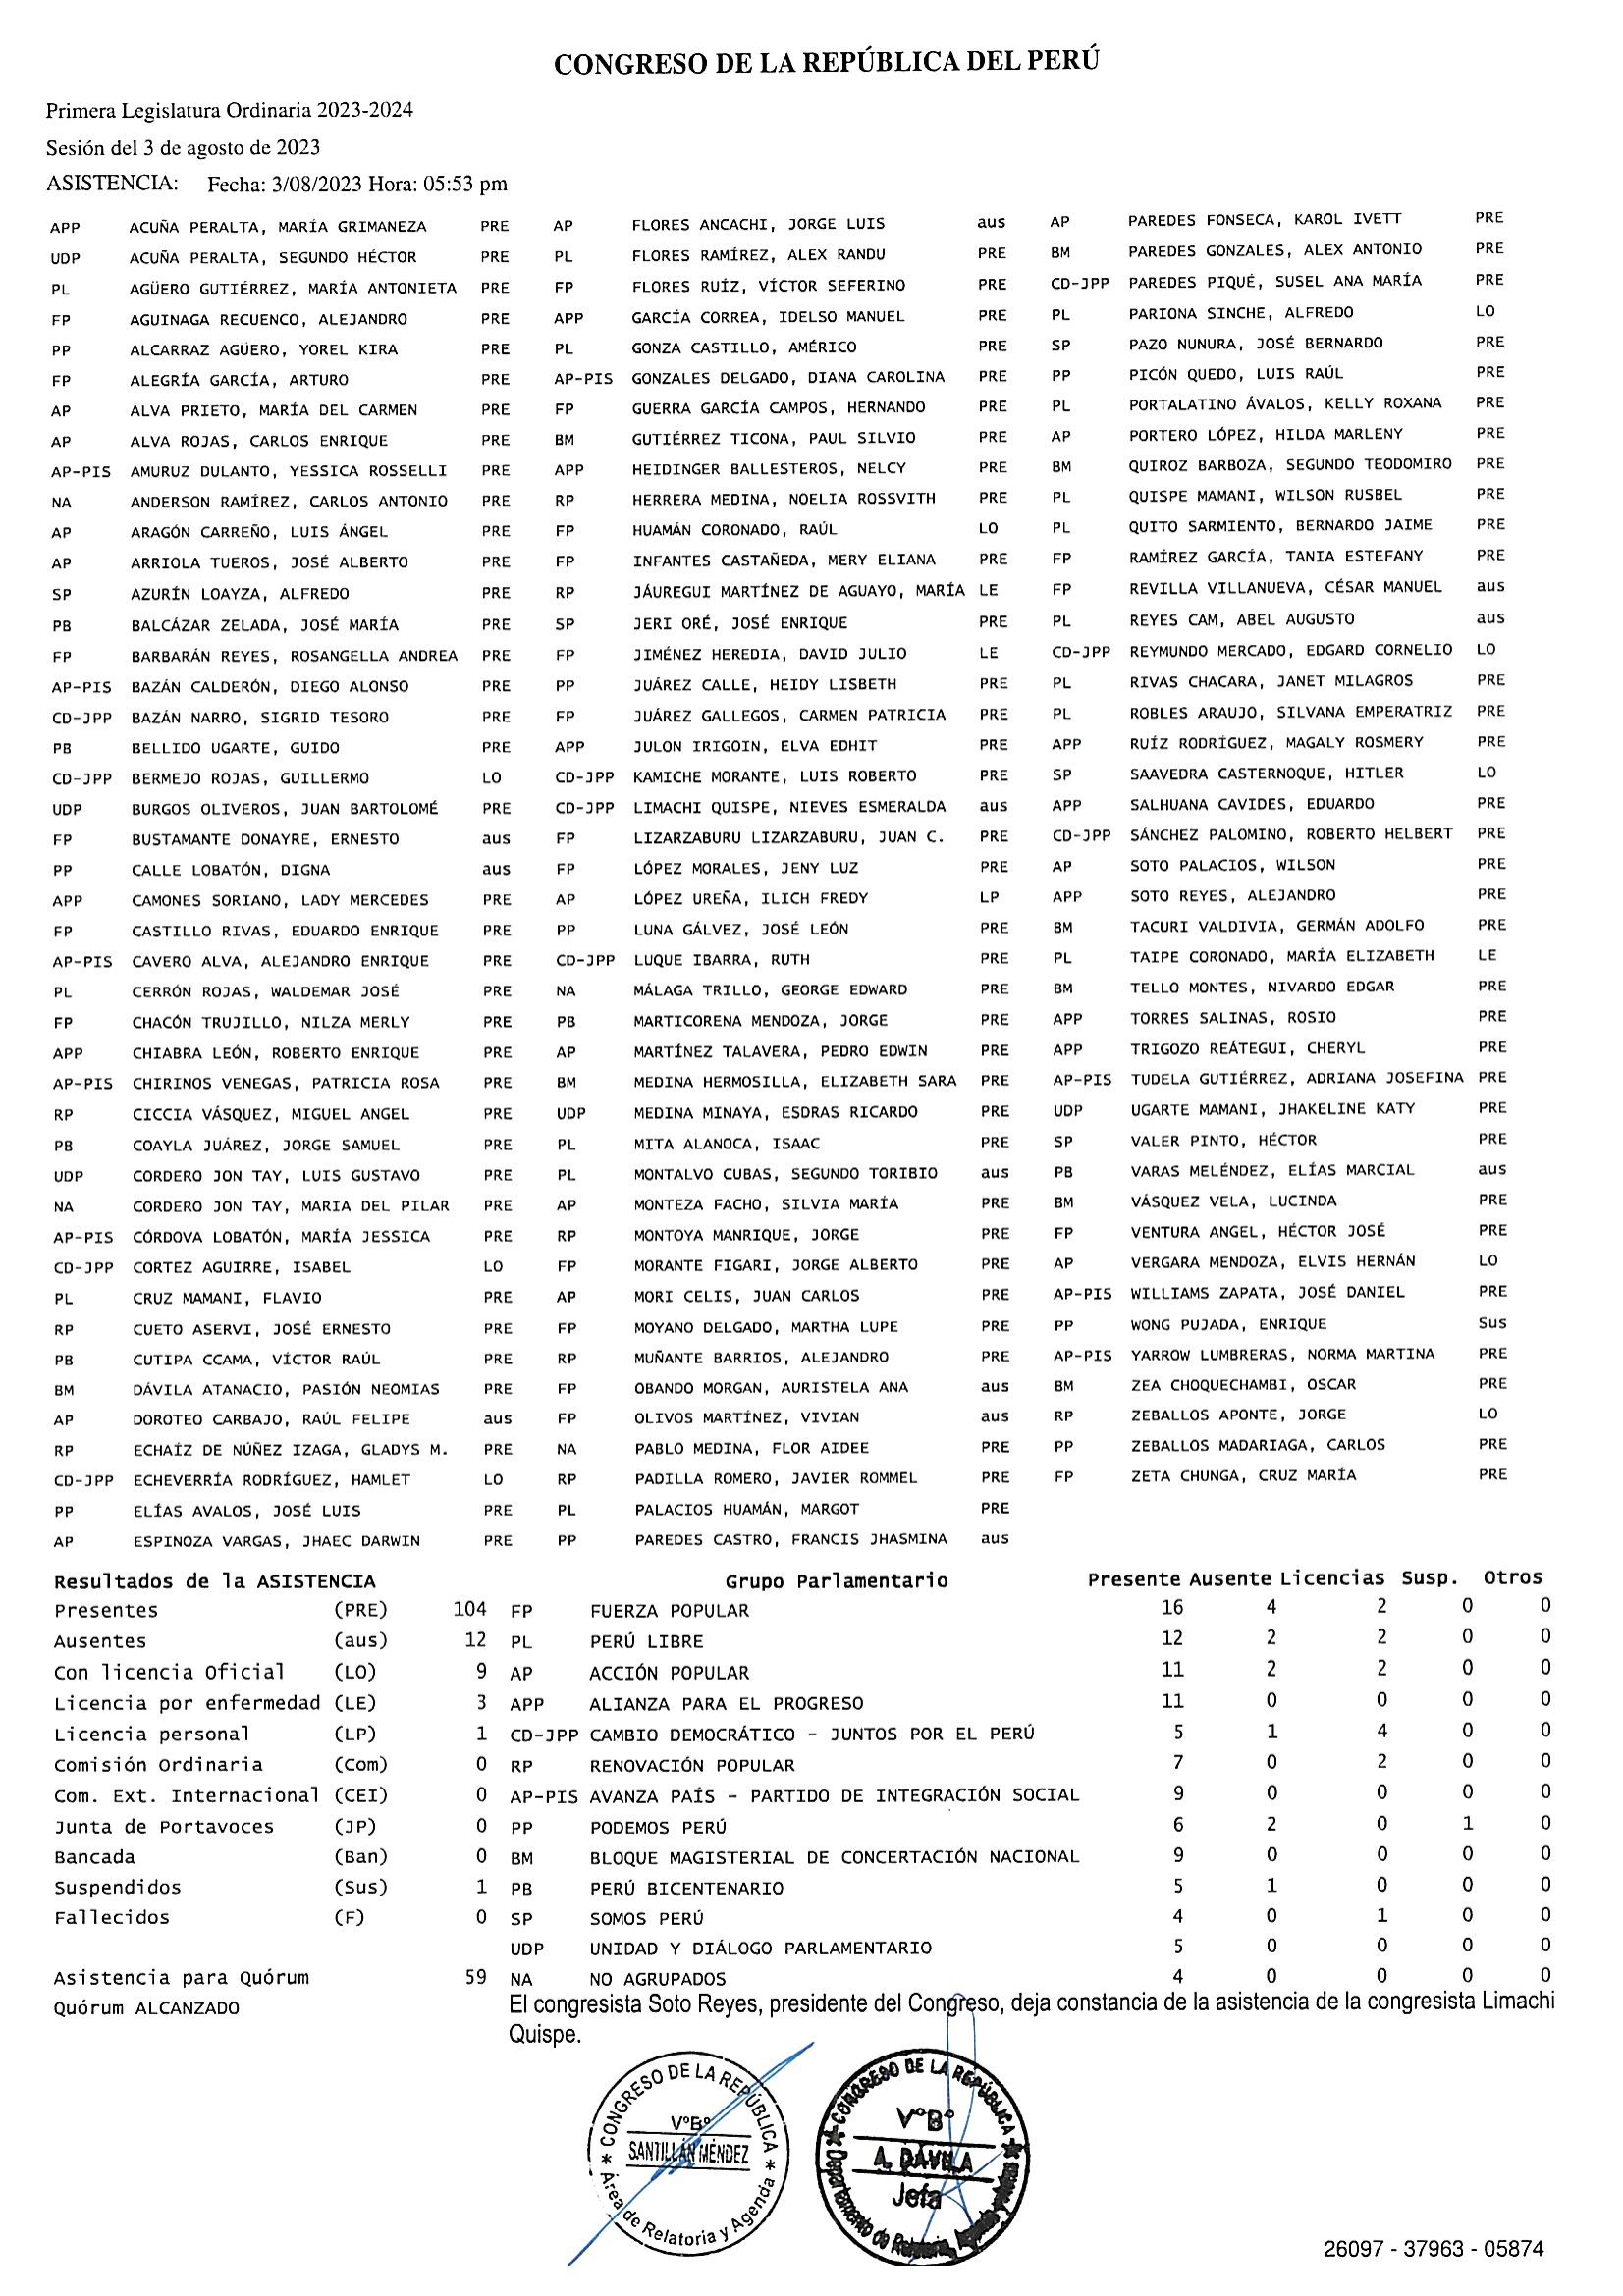 CONGRESO DE LA REPÚBLICA DEL PERÚ
Primera Legislatura Ordinaria 2023-2024
Sesión del 3 de agosto de 2023
ASISTENCIA: Fecha: 3/08/2023 Hora: 05:53 pm
APP ACUÑA PERALTA, MARÍA GRIMANEZA PRE AP FLORES ANCACHI, JORGE LUIS aus AP PAREDES FONSECA, KAROL IVETT PRE
UDP ACUÑA PERALTA, SEGUNDO HÉCTOR PRE PL FLORES RAMÍREZ, ALEX RANDU PRE BM PAREDES GONZALES, ALEX ANTONIO PRE
PL AGÜERO GUTIÉRREZ, MARÍA ANTONIETA PRE FP FLORES RUÍZ, VÍCTOR SEFERINO PRE CD-JPP PAREDES PIQUÉ, SUSEL ANA MARÍA PRE
FP AGUINAGA RECUENCO, ALEJANDRO PRE APP GARCÍA CORREA, IDELSO MANUEL PRE PL PARIONA SINCHE, ALFREDO LO
PP ALCARRAZ AGÜERO, YOREL KIRA PRE PL GONZA CASTILLO, AMÉRICO PRE SP PAZO NUNURA, JOSÉ BERNARDO PRE
FP ALEGRÍA GARCÍA, ARTURO PRE AP-PIS GONZALES DELGADO, DIANA CAROLINA PRE PP PICÓN QUEDO, LUIS RAÚL PRE
AP ALVA PRIETO, MARÍA DEL CARMEN PRE FP GUERRA GARCÍA CAMPOS, HERNANDO PRE PL PORTALATINO ÁVALOS, KELLY ROXANA PRE
AP ALVA ROJAS, CARLOS ENRIQUE PRE BM GUTIÉRREZ TICONA, PAUL SILVIO PRE AP PORTERO LÓPEZ, HILDA MARLENY PRE
AP-PIS AMURUZ DULANTO, YESSICA ROSSELLI PRE APP HEIDINGER BALLESTEROS, NELCY PRE BM QUIROZ BARBOZA, SEGUNDO TEODOMIRO PRE
NA ANDERSON RAMÍREZ, CARLOS ANTONIO PRE RP HERRERA MEDINA, NOELIA ROSSVITH PRE PL QUISPE MAMANI, WILSON RUSBEL PRE
AP ARAGÓN CARREÑO, LUIS ÁNGEL PRE FP HUAMÁN CORONADO, RAÚL LO PL QUITO SARMIENTO, BERNARDO JAIME PRE
AP ARRIOLA TUEROS, JOSÉ ALBERTO PRE FP INFANTES CASTAÑEDA, MERY ELIANA PRE FP RAMÍREZ GARCÍA, TANIA ESTEFANY PRE
SP AZURÍN LOAYZA, ALFREDO PRE RP JÁUREGUI MARTÍNEZ DE AGUAYO, MARÍA LE FP REVILLA VILLANUEVA, CÉSAR MANUEL aus
PB BALCÁZAR ZELADA, JOSÉ MARÍA PRE SP JERI ORÉ, JOSÉ ENRIQUE PRE PL REYES CAM, ABEL AUGUSTO aus
FP BARBARÁN REYES, ROSANGELLA ANDREA PRE FP JIMÉNEZ HEREDIA, DAVID JULIO LE CD-JPP REYMUNDO MERCADO, EDGARD CORNELIO LO
AP-PIS BAZÁN CALDERÓN, DIEGO ALONSO PRE PP JUÁREZ CALLE, HEIDY LISBETH PRE PL RIVAS CHACARA, JANET MILAGROS PRE
CD-JPP BAZÁN NARRO, SIGRID TESORO PRE FP JUÁREZ GALLEGOS, CARMEN PATRICIA PRE PL ROBLES ARAUJO, SILVANA EMPERATRIZ PRE
PB BELLIDO UGARTE, GUIDO PRE APP JULON IRIGOIN, ELVA EDHIT PRE APP RUÍZ RODRÍGUEZ, MAGALY ROSMERY PRE
CD-JPP BERMEJO ROJAS, GUILLERMO LO CD-JPP KAMICHE MORANTE, LUIS ROBERTO PRE SP SAAVEDRA CASTERNOQUE, HITLER LO
UDP BURGOS OLIVEROS, JUAN BARTOLOMÉ PRE CD-JPP LIMACHI QUISPE, NIEVES ESMERALDA aus APP SALHUANA CAVIDES, EDUARDO PRE
FP BUSTAMANTE DONAYRE, ERNESTO aus FP LIZARZABURU LIZARZABURU, JUAN C. PRE CD-JPP SÁNCHEZ PALOMINO, ROBERTO HELBERT PRE
PP CALLE LOBATÓN, DIGNA aus FP LÓPEZ MORALES, JENY LUZ PRE AP SOTO PALACIOS, WILSON PRE
APP CAMONES SORIANO, LADY MERCEDES PRE AP LÓPEZ UREÑA, ILICH FREDY LP APP SOTO REYES, ALEJANDRO PRE
FP CASTILLO RIVAS, EDUARDO ENRIQUE PRE PP LUNA GÁLVEZ, JOSÉ LEÓN PRE BM TACURI VALDIVIA, GERMÁN ADOLFO PRE
AP-PIS CAVERO ALVA, ALEJANDRO ENRIQUE PRE CD-JPP LUQUE IBARRA, RUTH PRE PL TAIPE CORONADO, MARÍA ELIZABETH LE
PL CERRÓN ROJAS, WALDEMAR JOSÉ PRE NA MÁLAGA TRILLO, GEORGE EDWARD PRE BM TELLO MONTES, NIVARDO EDGAR PRE
FP CHACÓN TRUJILLO, NILZA MERLY PRE PB MARTICORENA MENDOZA, JORGE PRE APP TORRES SALINAS, ROSIO PRE
APP CHIABRA LEÓN, ROBERTO ENRIQUE PRE AP MARTÍNEZ TALAVERA, PEDRO EDWIN PRE APP TRIGOZO REÁTEGUI, CHERYL PRE
AP-PIS CHIRINOS VENEGAS, PATRICIA ROSA PRE BM MEDINA HERMOSILLA, ELIZABETH SARA PRE AP-PIS TUDELA GUTIÉRREZ, ADRIANA JOSEFINA PRE
RP CICCIA VÁSQUEZ, MIGUEL ANGEL PRE UDP MEDINA MINAYA, ESDRAS RICARDO PRE UDP UGARTE MAMANI, JHAKELINE KATY PRE
PB COAYLA JUÁREZ, JORGE SAMUEL PRE PL MITA ALANOCA, ISAAC PRE SP VALER PINTO, HÉCTOR PRE
UDP CORDERO JON TAY, LUIS GUSTAVO PRE PL MONTALVO CUBAS, SEGUNDO TORIBIO aus PB VARAS MELÉNDEZ, ELÍAS MARCIAL aus
NA CORDERO JON TAY, MARIA DEL PILAR PRE AP MONTEZA FACHO, SILVIA MARÍA PRE BM VÁSQUEZ VELA, LUCINDA PRE
AP-PIS CÓRDOVA LOBATÓN, MARÍA JESSICA PRE RP MONTOYA MANRIQUE, JORGE PRE FP VENTURA ANGEL, HÉCTOR JOSÉ PRE
CD-JPP CORTEZ AGUIRRE, ISABEL LO FP MORANTE FIGARI, JORGE ALBERTO PRE AP VERGARA MENDOZA, ELVIS HERNÁN LO
PL CRUZ MAMANI, FLAVIO PRE AP MORI CELIS, JUAN CARLOS PRE AP-PIS WILLIAMS ZAPATA, JOSÉ DANIEL PRE
RP CUETO ASERVI, JOSÉ ERNESTO PRE FP MOYANO DELGADO, MARTHA LUPE PRE PP WONG PUJADA, ENRIQUE Sus
PB CUTIPA CCAMA, VÍCTOR RAÚL PRE RP MUÑANTE BARRIOS, ALEJANDRO PRE AP-PIS YARROW LUMBRERAS, NORMA MARTINA PRE
BM DÁVILA ATANACIO, PASIÓN NEOMIAS PRE FP OBANDO MORGAN, AURISTELA ANA aus BM ZEA CHOQUECHAMBI, OSCAR PRE
AP DOROTEO CARBAJO, RAÚL FELIPE aus FP OLIVOS MARTÍNEZ, VIVIAN aus RP ZEBALLOS APONTE, JORGE LO
RP ECHAÍZ DE NÚÑEZ IZAGA, GLADYS M. PRE NA PABLO MEDINA, FLOR AIDEE PRE PP ZEBALLOS MADARIAGA, CARLOS PRE
CD-JPP ECHEVERRÍA RODRÍGUEZ, HAMLET LO RP PADILLA ROMERO, JAVIER ROMMEL PRE FP ZETA CHUNGA, CRUZ MARÍA PRE
PP ELÍAS AVALOS, JOSÉ LUIS PRE PL PALACIOS HUAMÁN, MARGOT PRE
AP ESPINOZA VARGAS, JHAEC DARWIN PRE PP PAREDES CASTRO, FRANCIS JHASMINA aus
Resultados de la ASISTENCIA Grupo Parlamentario Presente Ausente Licencias Susp. Otros
Presentes (PRE) 104 FP FUERZA POPULAR 16 4 2 0 0
Ausentes (aus) 12 PL PERÚ LIBRE 12 2 2 0 0
Con licencia Oficial (LO) 9 AP ACCIÓN POPULAR 11 2 2 0 0
Licencia por enfermedad (LE) 3 APP ALIANZA PARA EL PROGRESO 11 0 0 0 0
Licencia personal (LP) 1 CD-JPP CAMBIO DEMOCRÁTICO - JUNTOS POR EL PERÚ 5 1 4 0 0
Comisión Ordinaria (Com) 0 RP RENOVACIÓN POPULAR 7 0 2 0 0
Com. Ext. Internacional (CEI) 0 AP-PIS AVANZA PAÍS - PARTIDO DE INTEGRACIÓN SOCIAL 9 0 0 0 0
Junta de Portavoces (JP) 0 PP PODEMOS PERÚ 6 2 0 1 0
Bancada (Ban) 0 BM BLOQUE MAGISTERIAL DE CONCERTACIÓN NACIONAL 9 0 0 0 0
Suspendidos (Sus) 1 PB PERÚ BICENTENARIO 5 1 0 0 0
Fallecidos (F) 0 SP SOMOS PERÚ 4 0 1 0 0
UDP UNIDAD Y DIÁLOGO PARLAMENTARIO 5 0 0 0 0
Asistencia para Quórum 59 NA NO AGRUPADOS 4 0 0 0 0
Quórum ALCANZADO
El congresista Soto Reyes, presidente del Congreso, deja constancia de la asistencia de la congresista Limachi
Quispe.
* CONGRESO DE LA REPÚBLICA *
V°B°
SANTILLÁN MÉNDEZ
Área de Relatoría y Agenda
CONGRESO DE LA REPÚBLICA
V°B°
A. DÁVILA
Jefa
Departamento de Relatoría,
26097 - 37963 - 05874